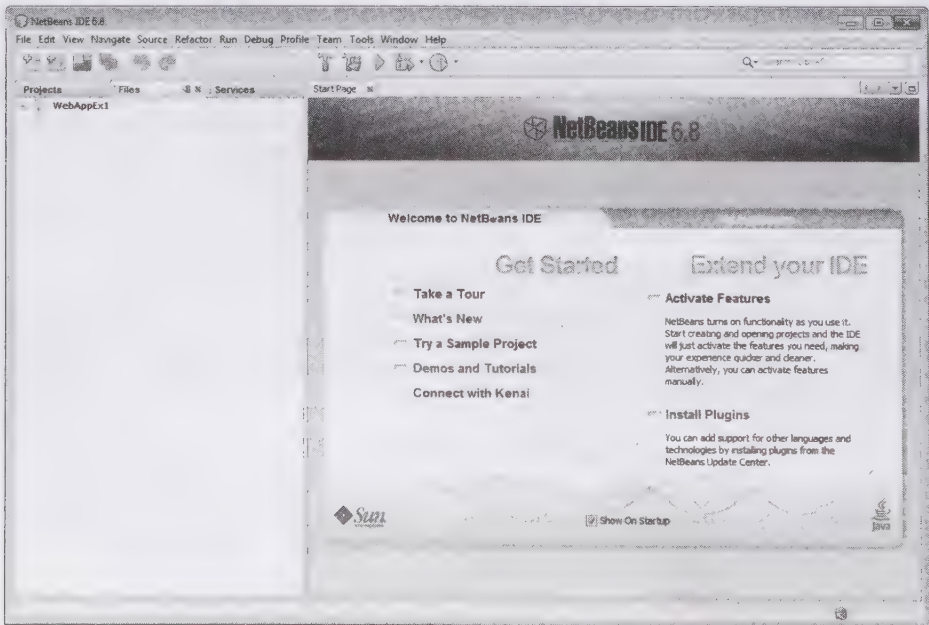 NetBeans IDE 6.8
File Edit View Navigate Source Refactor Run Debug Profile Team Tools Window Help
Projects Files Services
Start Page
WebAppEx1
NetBeans IDE 6.8
Welcome to NetBeans IDE
Get Started
Take a Tour
What's New
Try a Sample Project
Demos and Tutorials
Connect with Kenai
Extend your IDE
Activate Features
NetBeans turns on functionality as you use it.
Start creating and opening projects and the IDE
will just activate the features you need, making
your experience quicker and cleaner.
Alternatively, you can activate features
manually.
Install Plugins
You can add support for other languages and
technologies by installing plugins from the
NetBeans Update Center.
Sun
Show On Startup
Java